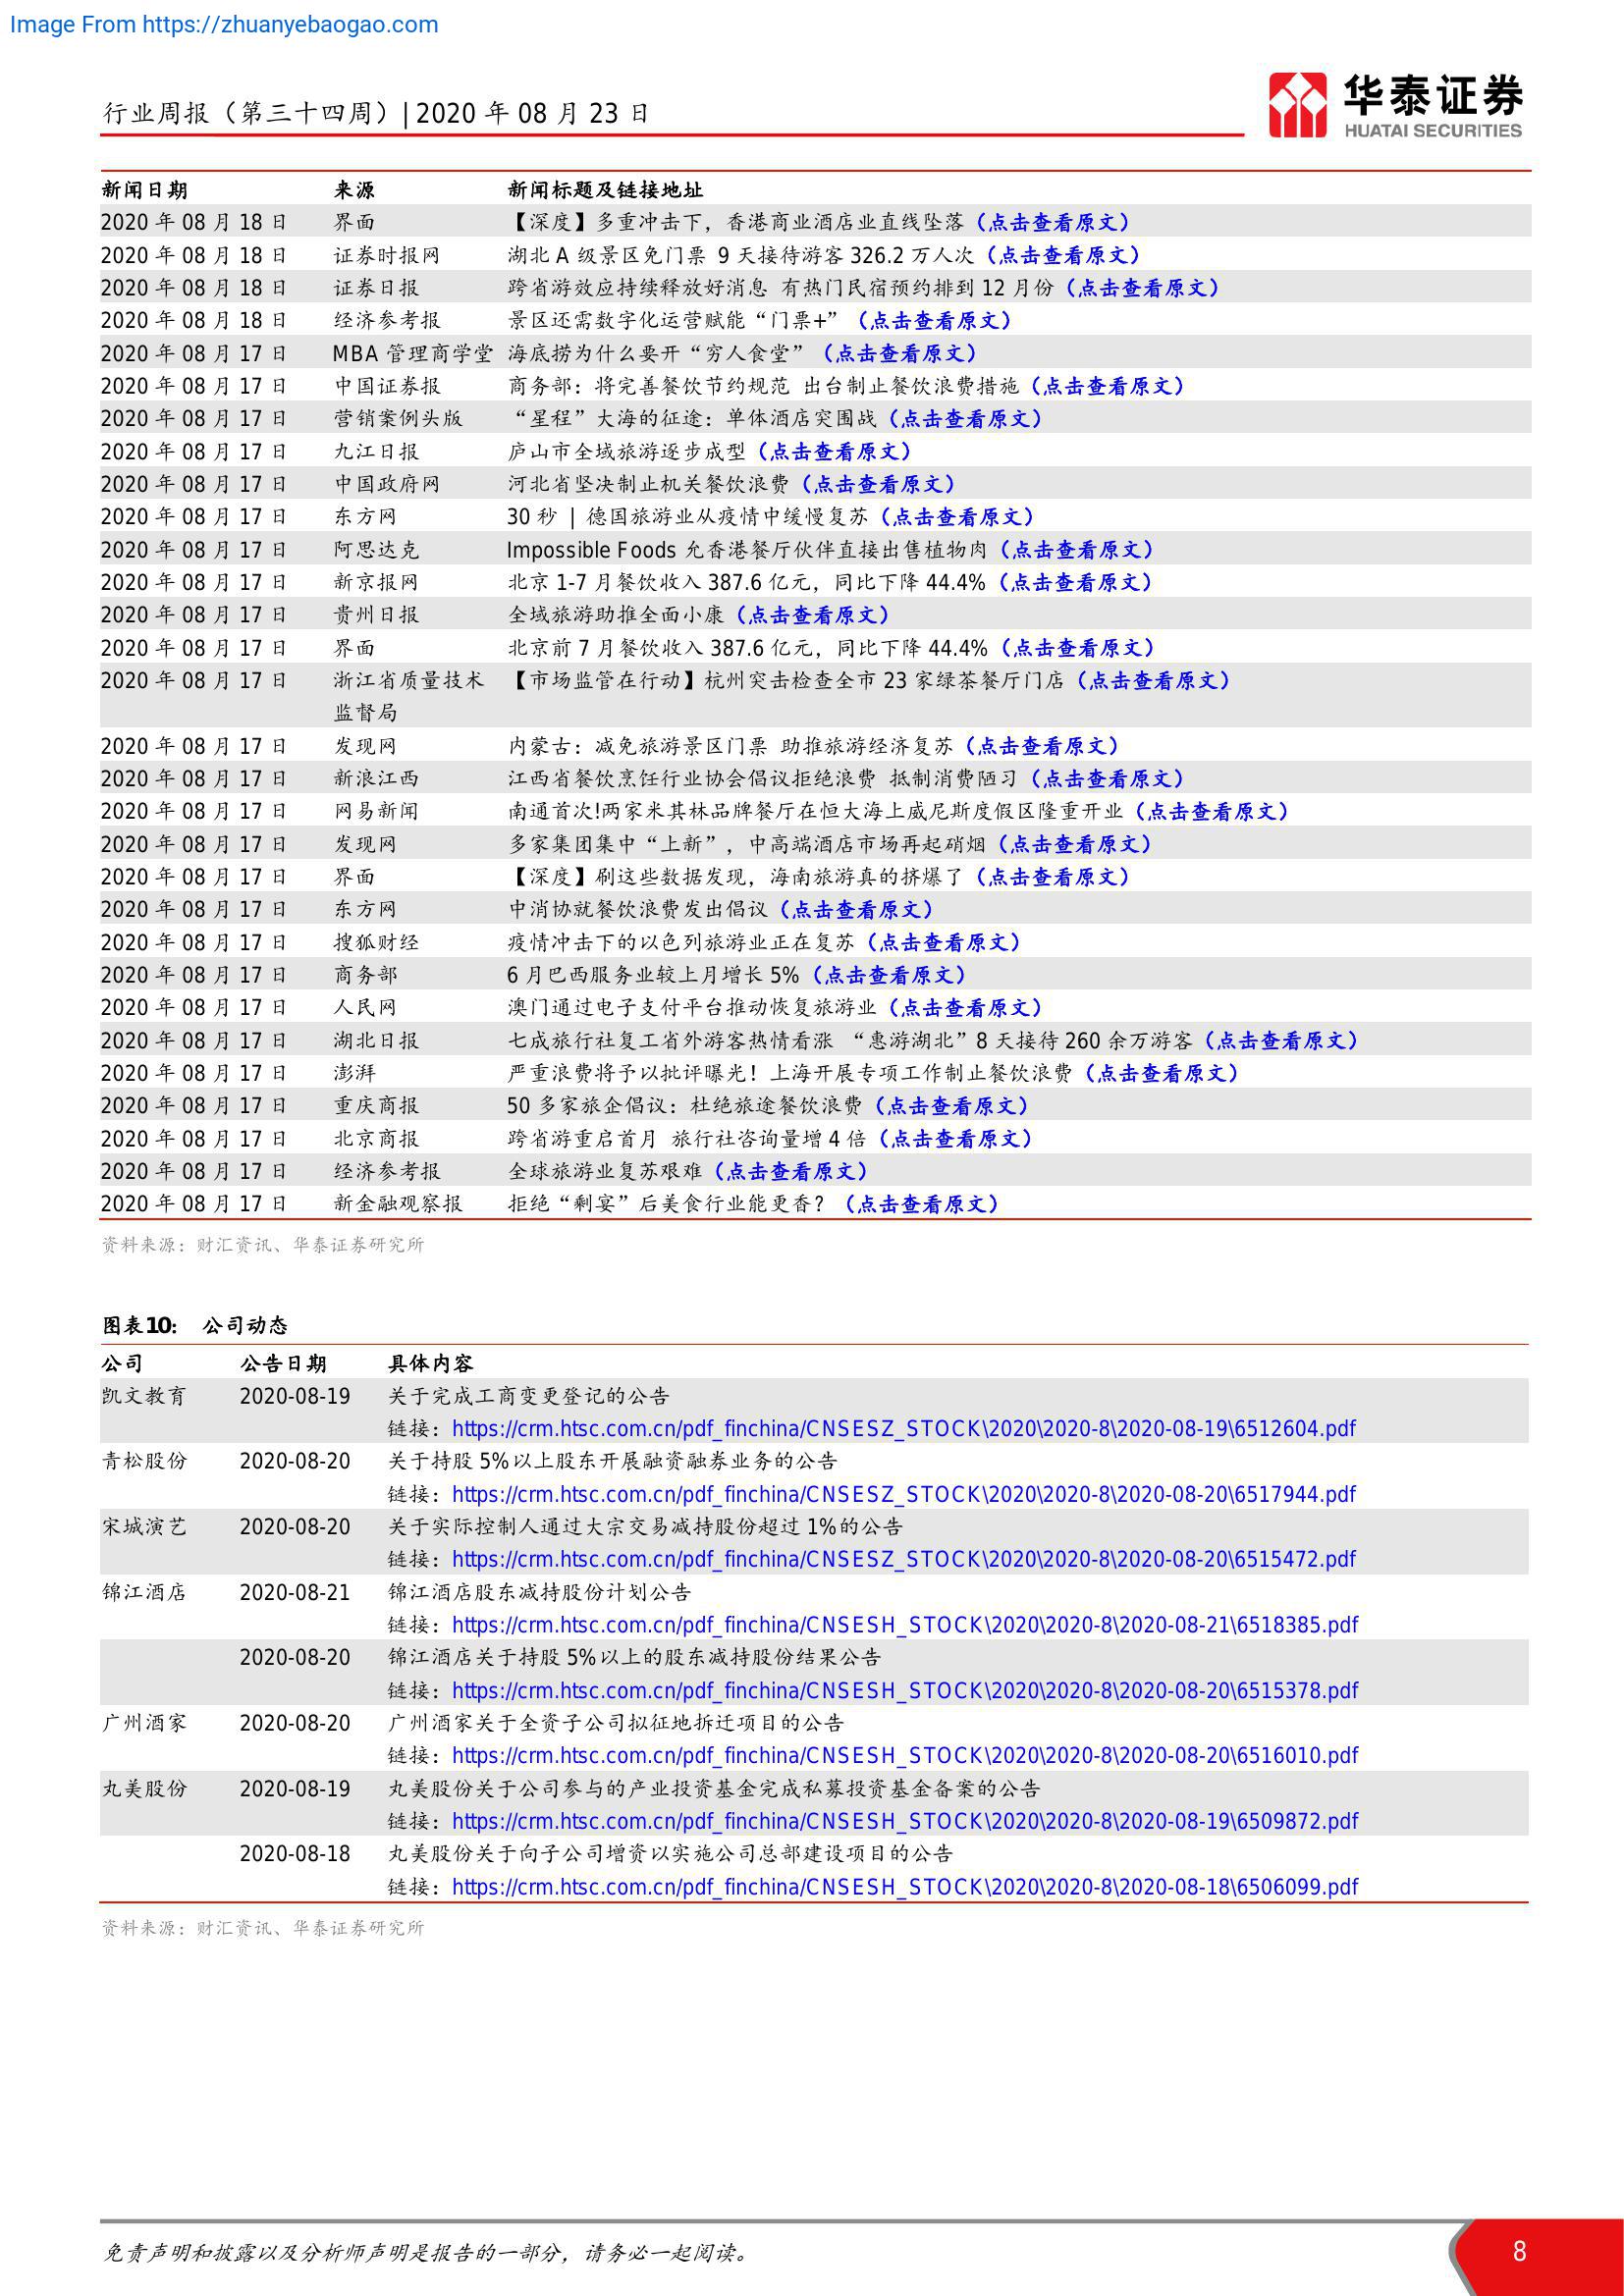 Image From https://zhuanyebaogao.com
行业周报（第三十四周）| 2020 年 08 月 23 日
华泰证券
HUATAI SECURITIES
新闻日期 来源 新闻标题及链接地址
2020 年 08 月 18 日 界面 【深度】多重冲击下，香港商业酒店业直线坠落（点击查看原文）
2020 年 08 月 18 日 证券时报网 湖北 A 级景区免门票 9 天接待游客 326.2 万人次（点击查看原文）
2020 年 08 月 18 日 证券日报 跨省游效应持续释放好消息 有热门民宿预约排到 12 月份（点击查看原文）
2020 年 08 月 18 日 经济参考报 景区还需数字化运营赋能“门票+”（点击查看原文）
2020 年 08 月 17 日 MBA 管理商学堂 海底捞为什么要开“穷人食堂”（点击查看原文）
2020 年 08 月 17 日 中国证券报 商务部：将完善餐饮节约规范 出台制止餐饮浪费措施（点击查看原文）
2020 年 08 月 17 日 营销案例头版 “星程”大海的征途：单体酒店突围战（点击查看原文）
2020 年 08 月 17 日 九江日报 庐山市全域旅游逐步成型（点击查看原文）
2020 年 08 月 17 日 中国政府网 河北省坚决制止机关餐饮浪费（点击查看原文）
2020 年 08 月 17 日 东方网 30 秒 | 德国旅游业从疫情中缓慢复苏（点击查看原文）
2020 年 08 月 17 日 阿思达克 Impossible Foods 允香港餐厅伙伴直接出售植物肉（点击查看原文）
2020 年 08 月 17 日 新京报网 北京 1-7 月餐饮收入 387.6 亿元，同比下降 44.4%（点击查看原文）
2020 年 08 月 17 日 贵州日报 全域旅游助推全面小康（点击查看原文）
2020 年 08 月 17 日 界面 北京前 7 月餐饮收入 387.6 亿元，同比下降 44.4%（点击查看原文）
2020 年 08 月 17 日 浙江省质量技术 【市场监管在行动】杭州突击检查全市 23 家绿茶餐厅门店（点击查看原文）
监督局
2020 年 08 月 17 日 发现网 内蒙古：减免旅游景区门票 助推旅游经济复苏（点击查看原文）
2020 年 08 月 17 日 新浪江西 江西省餐饮烹饪行业协会倡议拒绝浪费 抵制消费陋习（点击查看原文）
2020 年 08 月 17 日 网易新闻 南通首次!两家米其林品牌餐厅在恒大海上威尼斯度假区隆重开业（点击查看原文）
2020 年 08 月 17 日 发现网 多家集团集中“上新”，中高端酒店市场再起硝烟（点击查看原文）
2020 年 08 月 17 日 界面 【深度】刷这些数据发现，海南旅游真的挤爆了（点击查看原文）
2020 年 08 月 17 日 东方网 中消协就餐饮浪费发出倡议（点击查看原文）
2020 年 08 月 17 日 搜狐财经 疫情冲击下的以色列旅游业正在复苏（点击查看原文）
2020 年 08 月 17 日 商务部 6 月巴西服务业较上月增长 5%（点击查看原文）
2020 年 08 月 17 日 人民网 澳门通过电子支付平台推动恢复旅游业（点击查看原文）
2020 年 08 月 17 日 湖北日报 七成旅行社复工省外游客热情看涨 “惠游湖北”8 天接待 260 余万游客（点击查看原文）
2020 年 08 月 17 日 澎湃 严重浪费将予以批评曝光！上海开展专项工作制止餐饮浪费（点击查看原文）
2020 年 08 月 17 日 重庆商报 50 多家旅企倡议：杜绝旅途餐饮浪费（点击查看原文）
2020 年 08 月 17 日 北京商报 跨省游重启首月 旅行社咨询量增 4 倍（点击查看原文）
2020 年 08 月 17 日 经济参考报 全球旅游业复苏艰难（点击查看原文）
2020 年 08 月 17 日 新金融观察报 拒绝“剩宴”后美食行业能更香？（点击查看原文）
资料来源：财汇资讯、华泰证券研究所
图表10: 公司动态
公司 公告日期 具体内容
凯文教育 2020-08-19 关于完成工商变更登记的公告
链接：https://crm.htsc.com.cn/pdf_finchina/CNSESZ_STOCK\2020\2020-8\2020-08-19\6512604.pdf
青松股份 2020-08-20 关于持股 5%以上股东开展融资融券业务的公告
链接：https://crm.htsc.com.cn/pdf_finchina/CNSESZ_STOCK\2020\2020-8\2020-08-20\6517944.pdf
宋城演艺 2020-08-20 关于实际控制人通过大宗交易减持股份超过 1%的公告
链接：https://crm.htsc.com.cn/pdf_finchina/CNSESZ_STOCK\2020\2020-8\2020-08-20\6515472.pdf
锦江酒店 2020-08-21 锦江酒店股东减持股份计划公告
链接：https://crm.htsc.com.cn/pdf_finchina/CNSESH_STOCK\2020\2020-8\2020-08-21\6518385.pdf
2020-08-20 锦江酒店关于持股 5%以上的股东减持股份结果公告
链接：https://crm.htsc.com.cn/pdf_finchina/CNSESH_STOCK\2020\2020-8\2020-08-20\6515378.pdf
广州酒家 2020-08-20 广州酒家关于全资子公司拟征地拆迁项目的公告
链接：https://crm.htsc.com.cn/pdf_finchina/CNSESH_STOCK\2020\2020-8\2020-08-20\6516010.pdf
丸美股份 2020-08-19 丸美股份关于公司参与的产业投资基金完成私募投资基金备案的公告
链接：https://crm.htsc.com.cn/pdf_finchina/CNSESH_STOCK\2020\2020-8\2020-08-19\6509872.pdf
2020-08-18 丸美股份关于向子公司增资以实施公司总部建设项目的公告
链接：https://crm.htsc.com.cn/pdf_finchina/CNSESH_STOCK\2020\2020-8\2020-08-18\6506099.pdf
资料来源：财汇资讯、华泰证券研究所
免责声明和披露以及分析师声明是报告的一部分，请务必一起阅读。 8